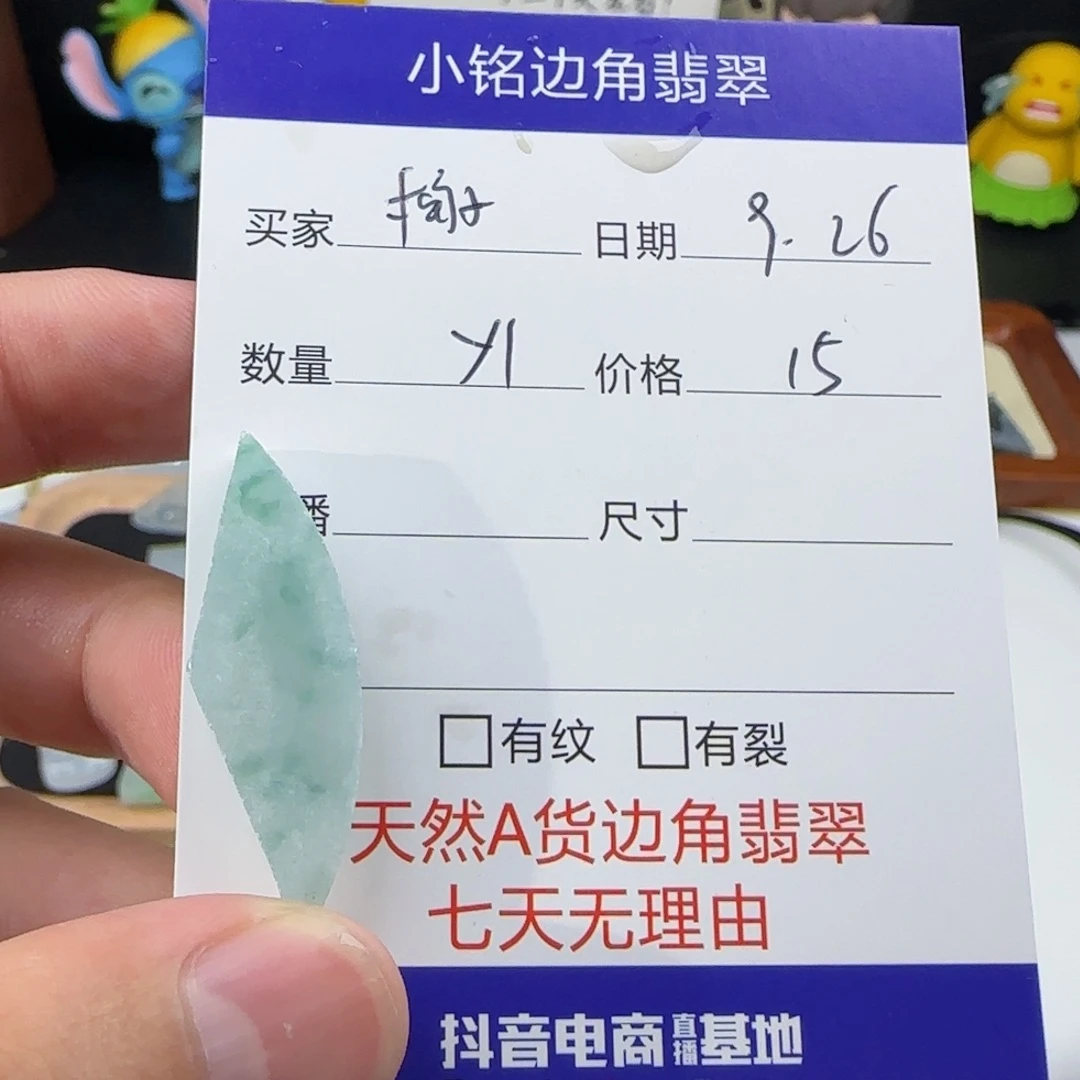 小铭边角翡翠
买家 日期 9.26
数量 y1 价格 15
播 尺寸
有纹 有裂
天然A货边角翡翠
七天无理由
抖音电商直播基地